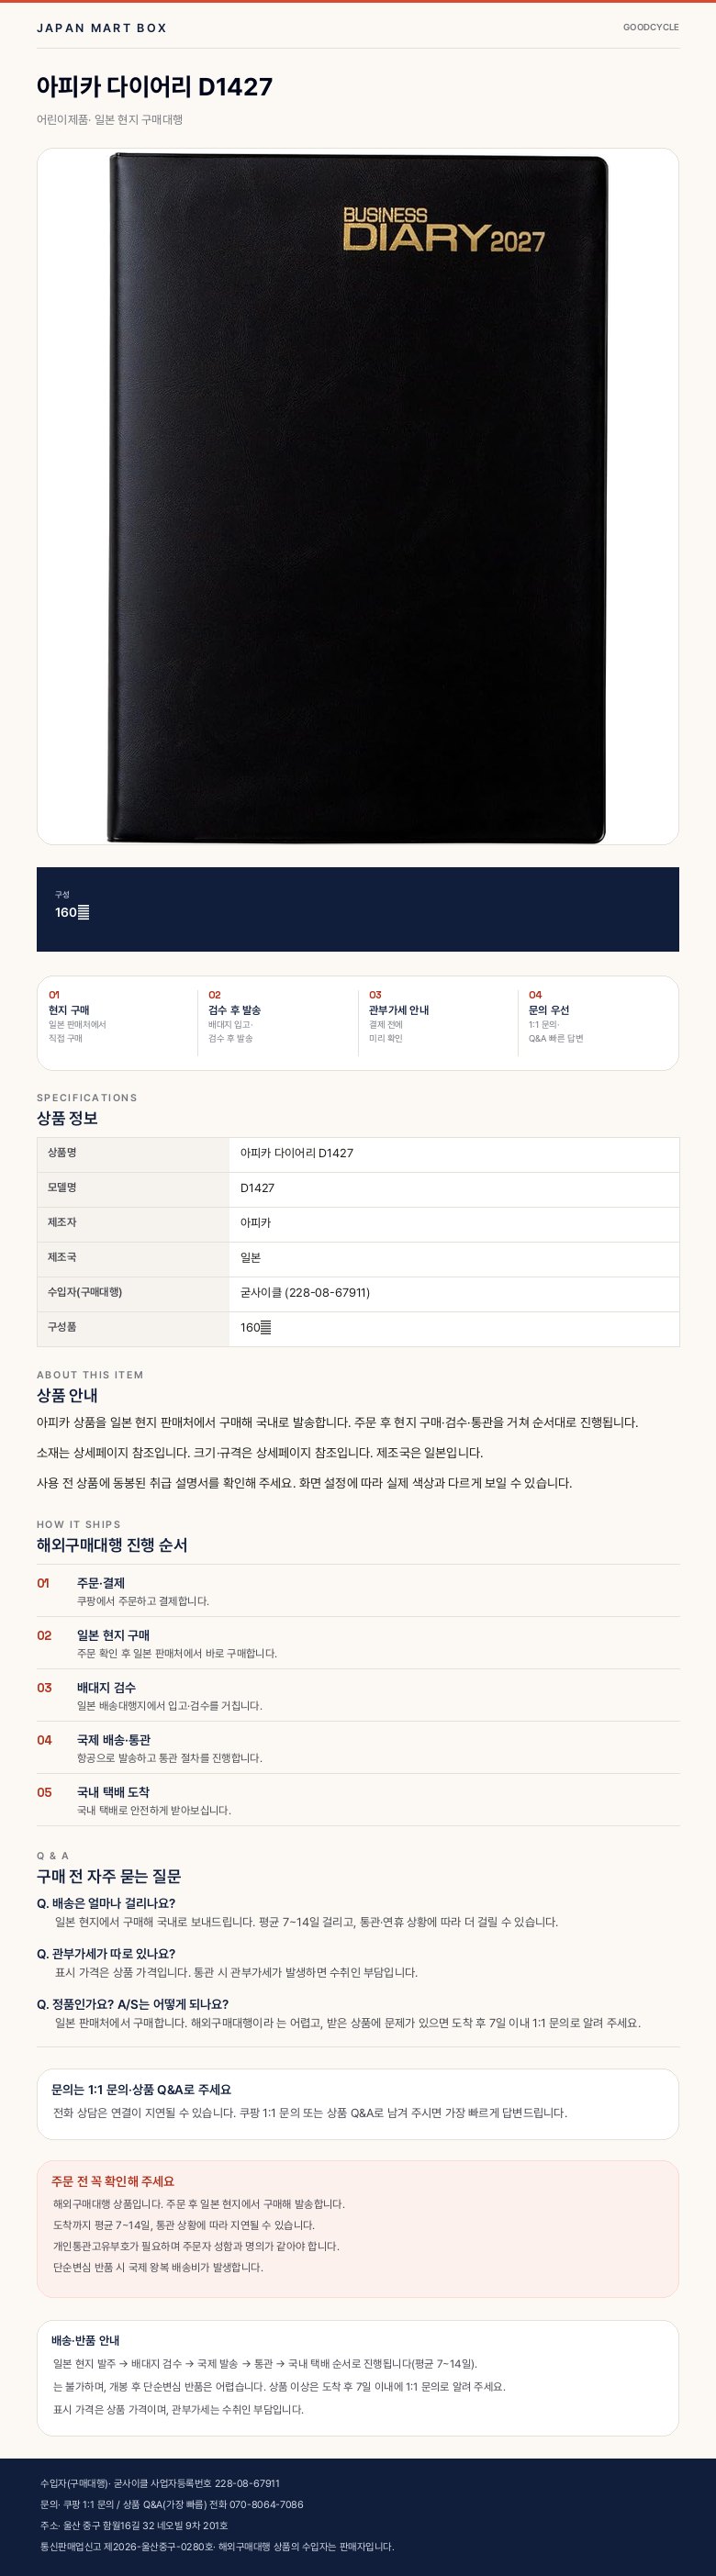 JAPAN MART BOX
GOODCYCLE
아피카 다이어리 D1427
어린이제품· 일본 현지 구매대행
BUSINESS
DIARY 2027
구성
160
01
현지 구매
일본 판매처에서
직접 구매
02
검수 후 발송
배대지 입고·
검수 후 발송
03
관부가세 안내
결제 전에
미리 확인
04
문의 우선
1:1 문의·
Q&A 빠른 답변
SPECIFICATIONS
상품 정보
상품명 아피카 다이어리 D1427
모델명 D1427
제조자 아피카
제조국 일본
수입자(구매대행) 굳사이클 (228-08-67911)
구성품 160
ABOUT THIS ITEM
상품 안내
아피카 상품을 일본 현지 판매처에서 구매해 국내로 발송합니다. 주문 후 현지 구매·검수·통관을 거쳐 순서대로 진행됩니다.
소재는 상세페이지 참조입니다. 크기·규격은 상세페이지 참조입니다. 제조국은 일본입니다.
사용 전 상품에 동봉된 취급 설명서를 확인해 주세요. 화면 설정에 따라 실제 색상과 다르게 보일 수 있습니다.
HOW IT SHIPS
해외구매대행 진행 순서
01 주문·결제
쿠팡에서 주문하고 결제합니다.
02 일본 현지 구매
주문 확인 후 일본 판매처에서 바로 구매합니다.
03 배대지 검수
일본 배송대행지에서 입고·검수를 거칩니다.
04 국제 배송·통관
항공으로 발송하고 통관 절차를 진행합니다.
05 국내 택배 도착
국내 택배로 안전하게 받아보십니다.
Q & A
구매 전 자주 묻는 질문
Q. 배송은 얼마나 걸리나요?
일본 현지에서 구매해 국내로 보내드립니다. 평균 7~14일 걸리고, 통관·연휴 상황에 따라 더 걸릴 수 있습니다.
Q. 관부가세가 따로 있나요?
표시 가격은 상품 가격입니다. 통관 시 관부가세가 발생하면 수취인 부담입니다.
Q. 정품인가요? A/S는 어떻게 되나요?
일본 판매처에서 구매합니다. 해외구매대행이라 는 어렵고, 받은 상품에 문제가 있으면 도착 후 7일 이내 1:1 문의로 알려 주세요.
문의는 1:1 문의·상품 Q&A로 주세요
전화 상담은 연결이 지연될 수 있습니다. 쿠팡 1:1 문의 또는 상품 Q&A로 남겨 주시면 가장 빠르게 답변드립니다.
주문 전 꼭 확인해 주세요
해외구매대행 상품입니다. 주문 후 일본 현지에서 구매해 발송합니다.
도착까지 평균 7~14일, 통관 상황에 따라 지연될 수 있습니다.
개인통관고유부호가 필요하며 주문자 성함과 명의가 같아야 합니다.
단순변심 반품 시 국제 왕복 배송비가 발생합니다.
배송·반품 안내
일본 현지 발주 → 배대지 검수 → 국제 발송 → 통관 → 국내 택배 순서로 진행됩니다(평균 7~14일).
는 불가하며, 개봉 후 단순변심 반품은 어렵습니다. 상품 이상은 도착 후 7일 이내에 1:1 문의로 알려 주세요.
표시 가격은 상품 가격이며, 관부가세는 수취인 부담입니다.
수입자(구매대행)· 굳사이클 사업자등록번호 228-08-67911
문의· 쿠팡 1:1 문의 / 상품 Q&A(가장 빠름) 전화 070-8064-7086
주소· 울산 중구 함월16길 32 네오빌 9차 201호
통신판매업신고 제2026-울산중구-0280호· 해외구매대행 상품의 수입자는 판매자입니다.